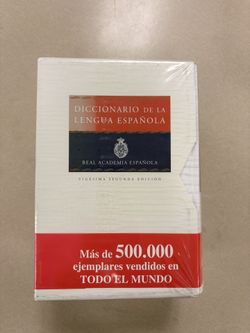 DICCIONARIO DE LA
LENGUA ESPAÑOLA
REAL ACADEMIA ESPAÑOLA
VIGÉSIMA SEGUNDA EDICIÓN
Más de 500.000
ejemplares vendidos en
TODO EL MUNDO